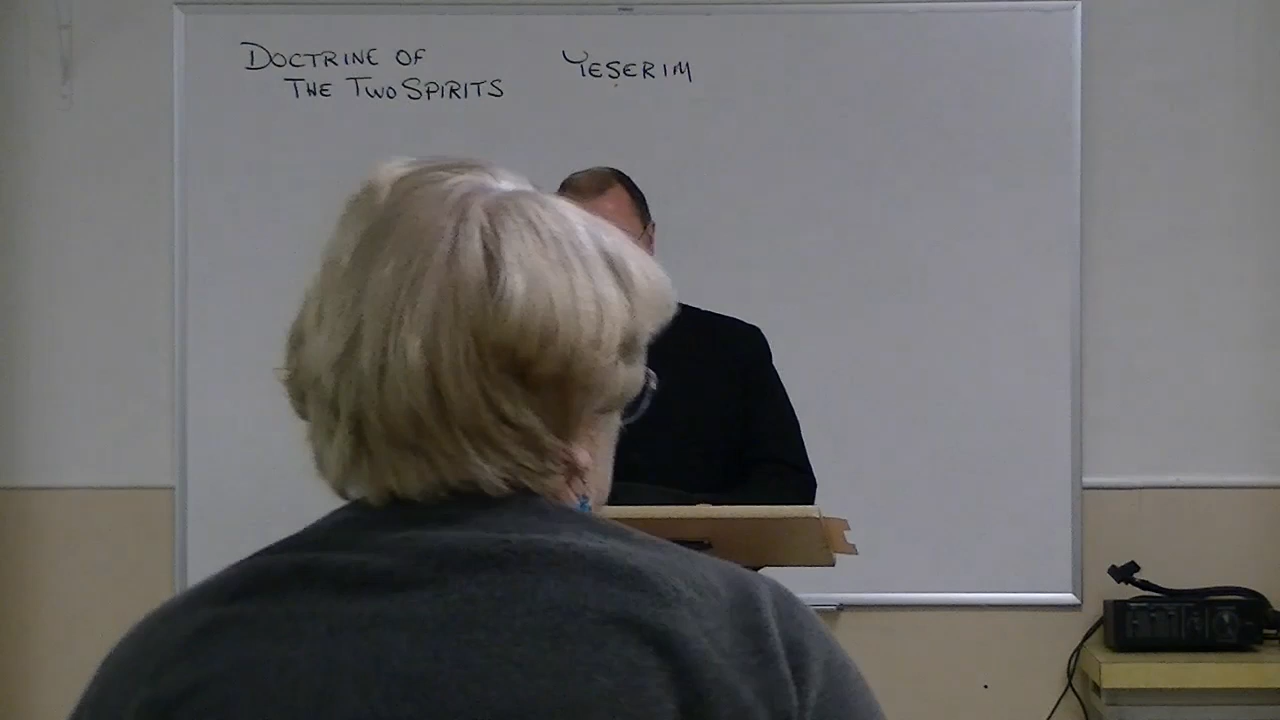 DOCTRINE OF
THE TWO SPIRITS
YESERIM